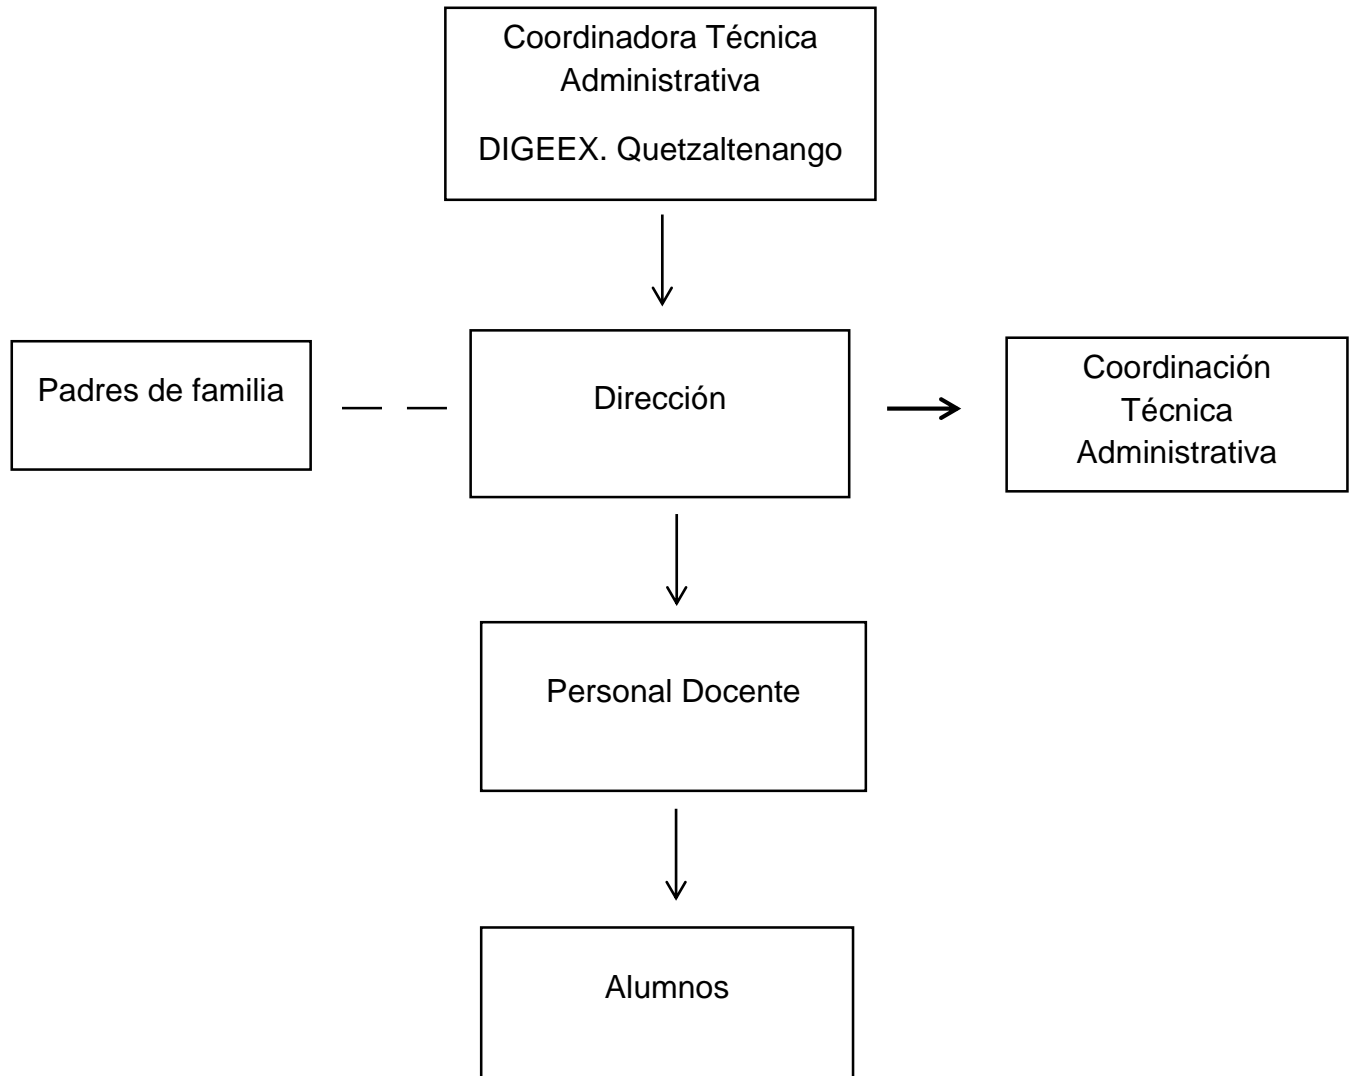 Coordinadora Técnica
Administrativa
DIGEEX. Quetzaltenango
Padres de familia
Dirección
Coordinación
Técnica
Administrativa
Personal Docente
Alumnos